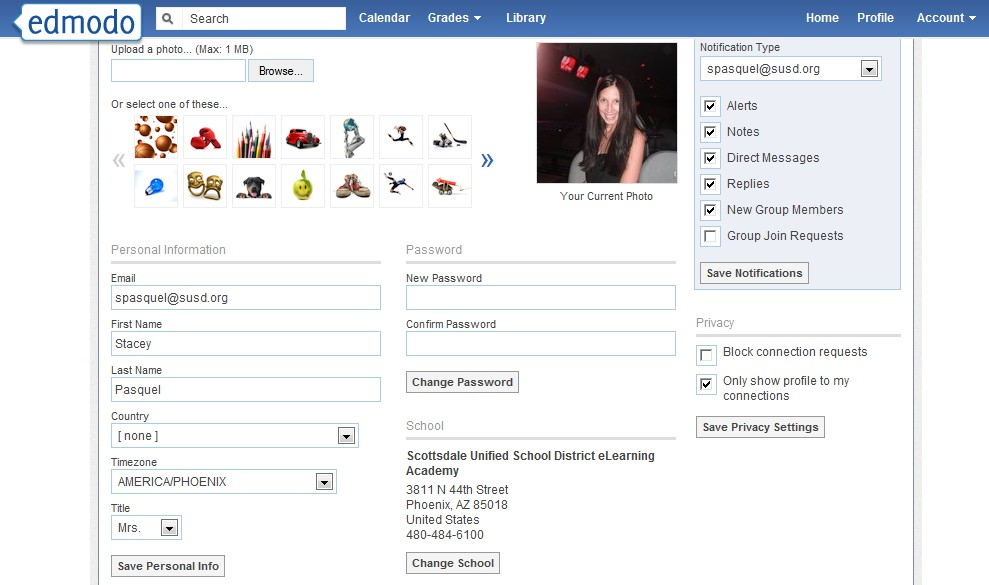 edmodo
Search
Calendar
Grades
Library
Home
Profile
Account
Upload a photo... (Max: 1 MB)
Browse...
Or select one of these...
«
»
Your Current Photo
Personal Information
Email
spasquel@susd.org
First Name
Stacey
Last Name
Pasquel
Country
[ none ]
Timezone
AMERICA/PHOENIX
Title
Mrs.
Save Personal Info
Password
New Password
Confirm Password
Change Password
School
Scottsdale Unified School District eLearning
Academy
3811 N 44th Street
Phoenix, AZ 85018
United States
480-484-6100
Change School
Notification Type
spasquel@susd.org
Alerts
Notes
Direct Messages
Replies
New Group Members
Group Join Requests
Save Notifications
Privacy
Block connection requests
Only show profile to my
connections
Save Privacy Settings